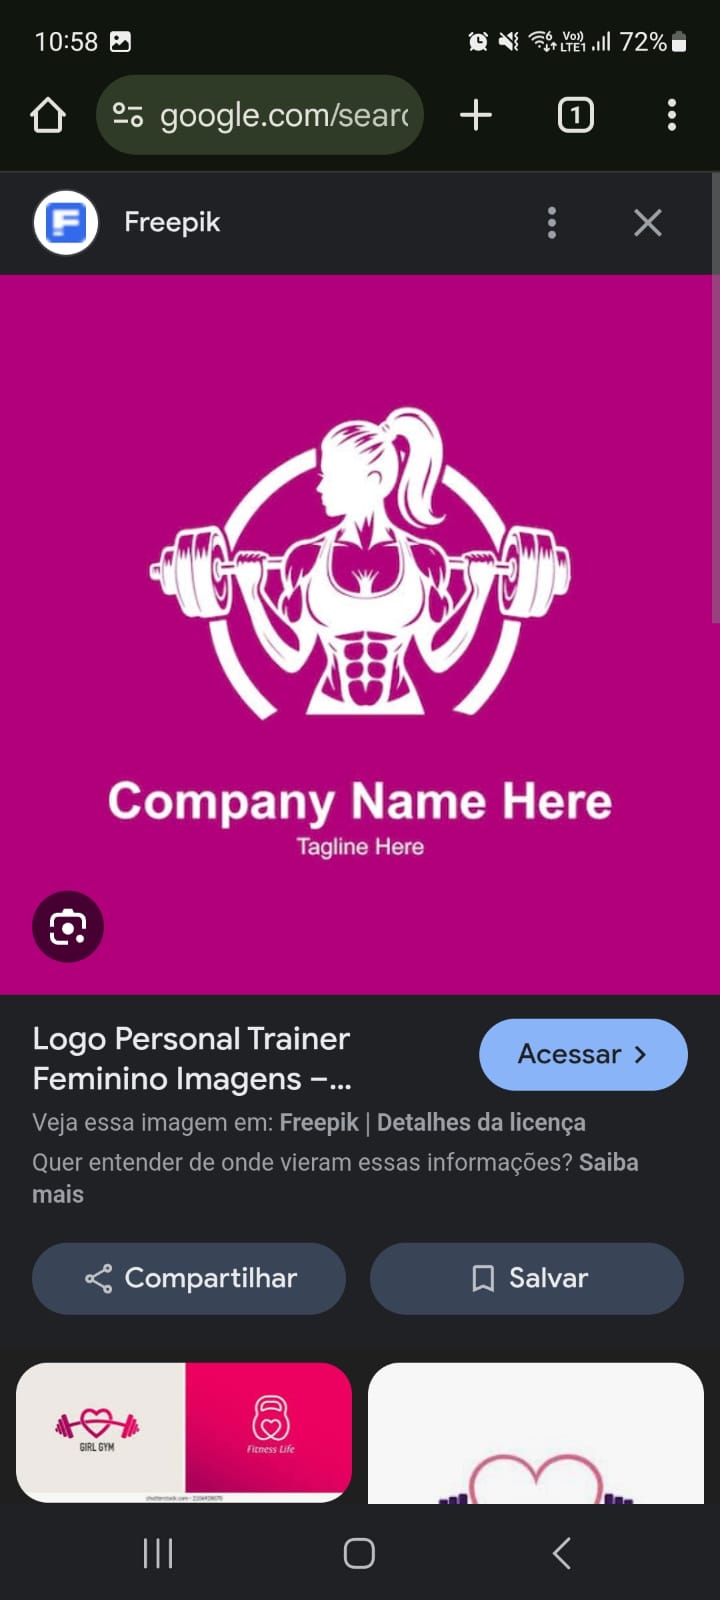 10:58
Vo)) LTE1 72%
google.com/searc
1
Freepik
Company Name Here
Tagline Here
Logo Personal Trainer
Feminino Imagens –...
Acessar
Veja essa imagem em: Freepik | Detalhes da licença
Quer entender de onde vieram essas informações? Saiba
mais
Compartilhar
Salvar
GIRL GYM
Fitness Life